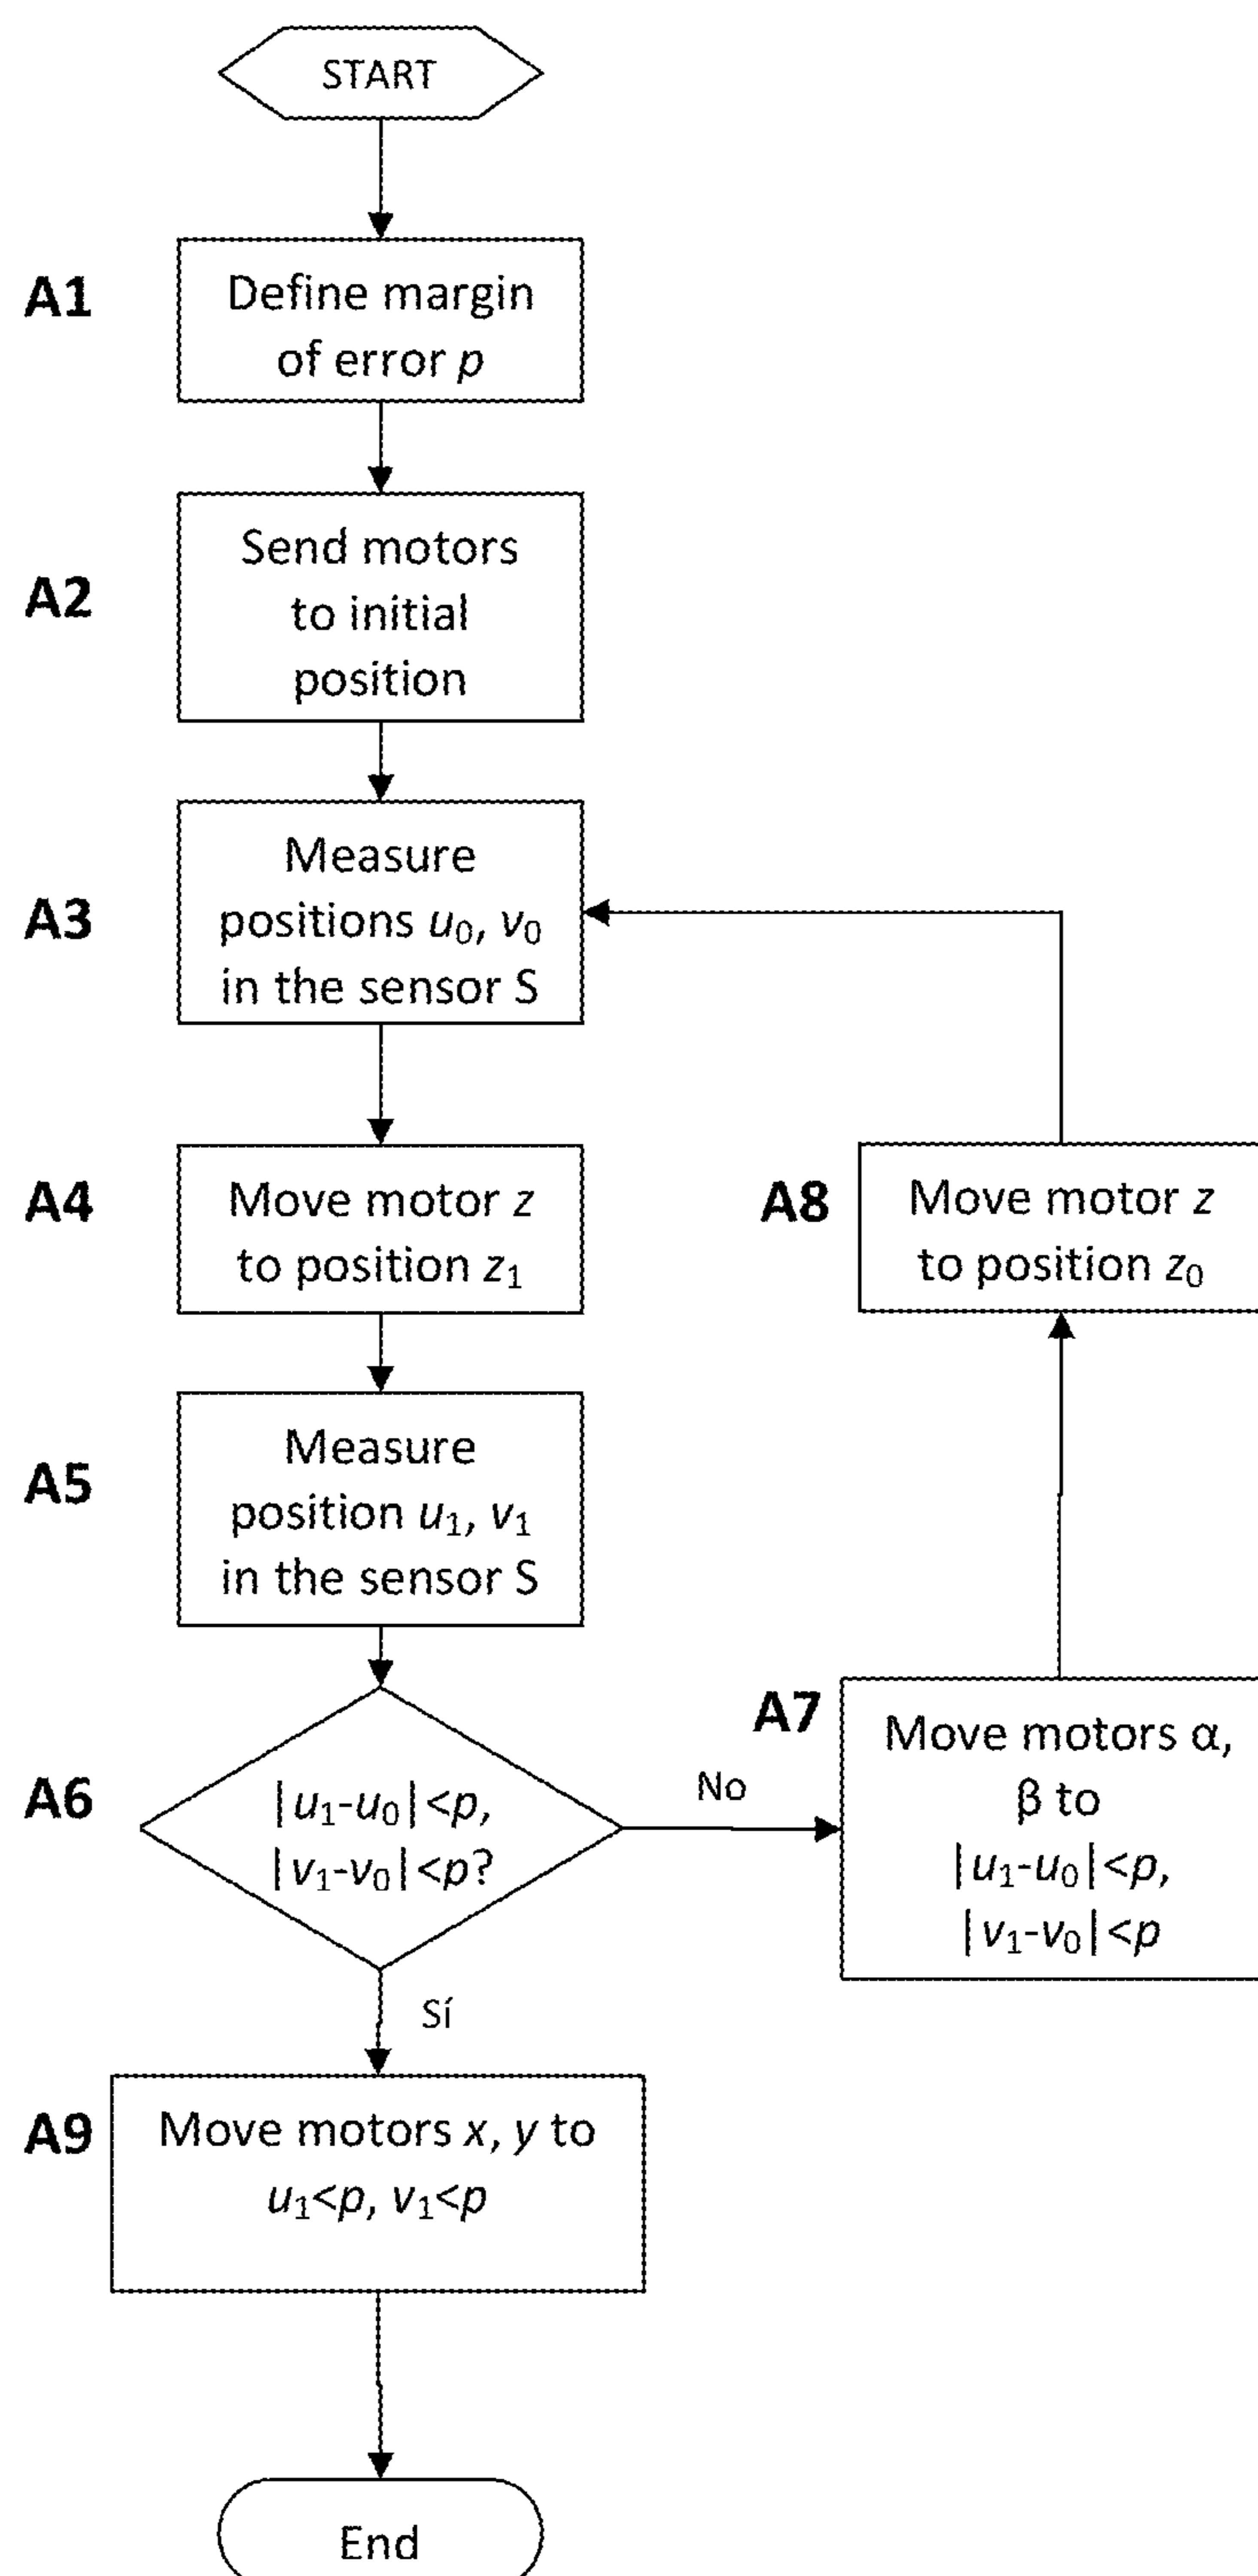 START
A1
Define margin
of error p
A2
Send motors
to initial
position
A3
Measure
positions u₀, v₀
in the sensor S
A4
Move motor z
to position z₁
A8
Move motor z
to position z₀
A5
Measure
position u₁, v₁
in the sensor S
A6
|u₁-u₀|<p,
|v₁-v₀|<p?
No
A7
Move motors α,
β to
|u₁-u₀|<p,
|v₁-v₀|<p
Sí
A9
Move motors x, y to
u₁<p, v₁<p
End